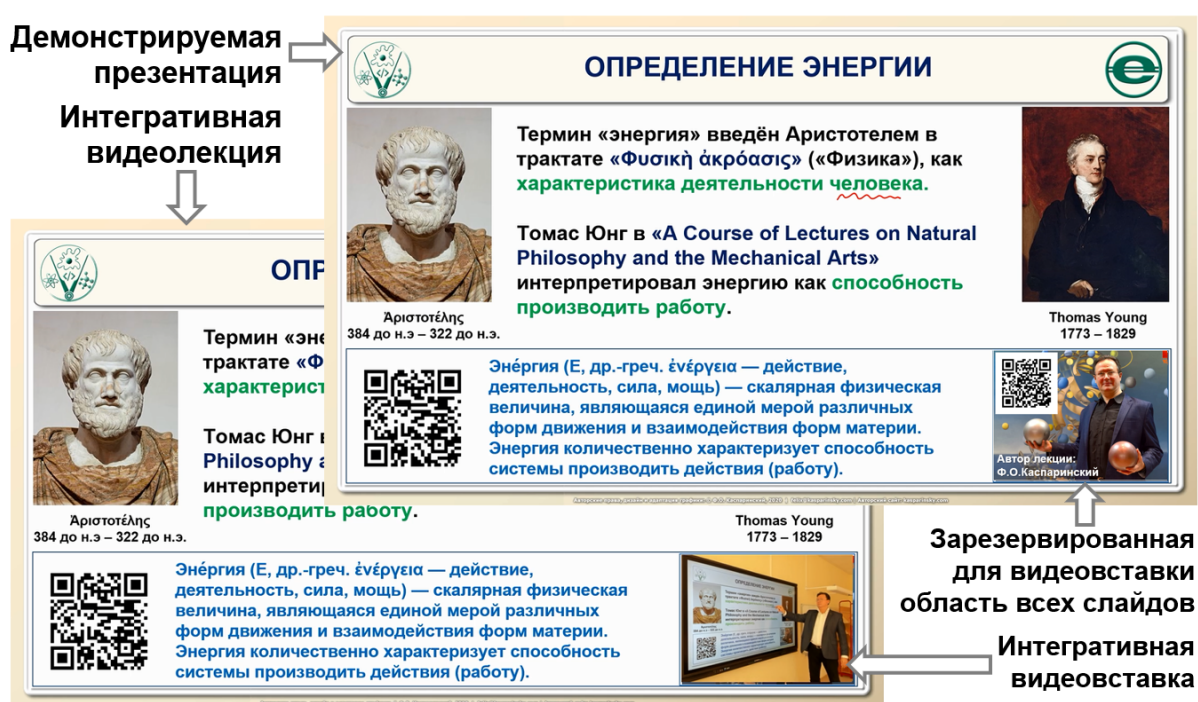 Демонстрируемая
презентация
Интегративная
видеолекция
ОПРЕДЕЛЕНИЕ ЭНЕРГИИ
e
Термин «энергия» введён Аристотелем в
трактате «Φυσικὴ ἀκρόασις» («Физика»), как
характеристика деятельности человека.
Томас Юнг в «A Course of Lectures on Natural
Philosophy and the Mechanical Arts»
интерпретировал энергию как способность
производить работу.
Ἀριστοτέλης
384 до н.э – 322 до н.э.
Thomas Young
1773 – 1829
Эне́ргия (E, др.-греч. ἐνέργεια — действие,
деятельность, сила, мощь) — скалярная физическая
величина, являющаяся единой мерой различных
форм движения и взаимодействия форм материи.
Энергия количественно характеризует способность
системы производить действия (работу).
Автор лекции:
Ф.О.Каспаринский
ОПР
Термин «эне
трактате «Ф
характерист
Томас Юнг в
Philosophy a
интерпретир
производить работу.
Ἀριστοτέλης
384 до н.э – 322 до н.э.
Thomas Young
1773 – 1829
Эне́ргия (E, др.-греч. ἐνέργεια — действие,
деятельность, сила, мощь) — скалярная физическая
величина, являющаяся единой мерой различных
форм движения и взаимодействия форм материи.
Энергия количественно характеризует способность
системы производить действия (работу).
Зарезервированная
для видеовставки
область всех слайдов
Интегративная
видеовставка